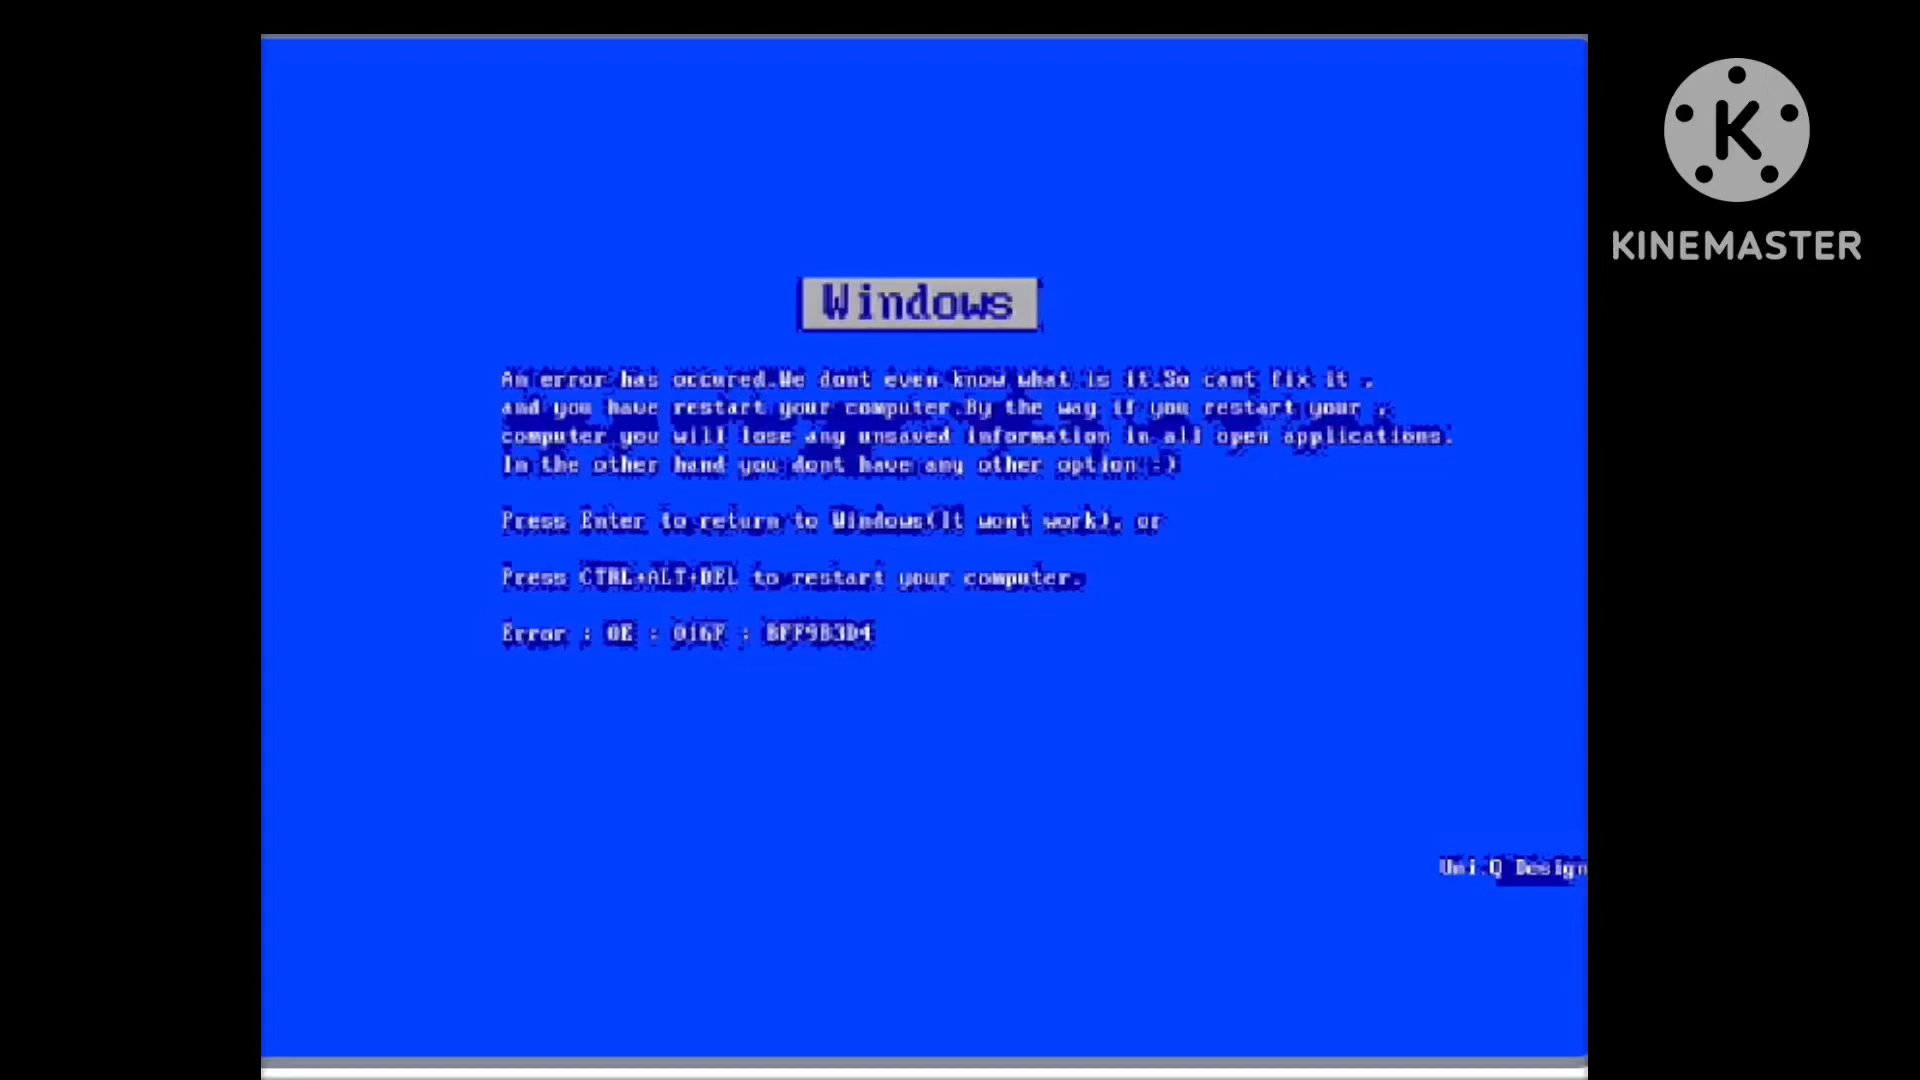 KINEMASTER
Windows
An error has occured.We dont even know what is it.So cant fix it .
and you have restart your computer.By the way if you restart your .
computer you will lose any unsaved information in all open applications.
In the other hand you dont have any other option :)
Press Enter to return to Windows(It wont work), or
Press CTRL+ALT+DEL to restart your computer.
Error : 0E : 016F : BFF9B3D4
Uni.Q Design